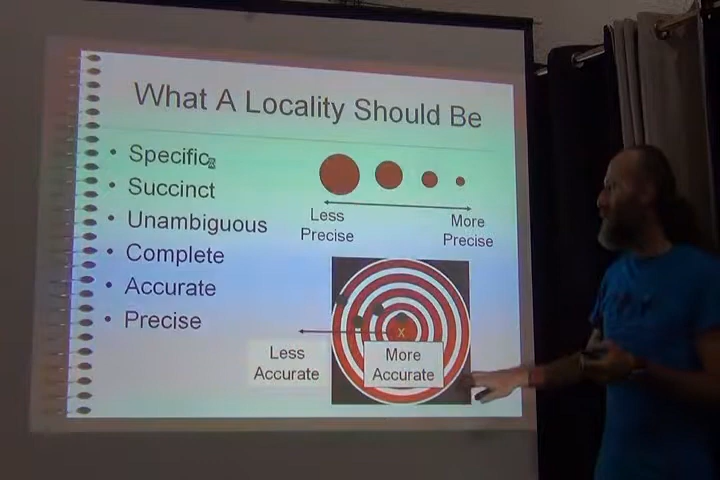 What A Locality Should Be
• Specific
• Succinct
• Unambiguous
• Complete
• Accurate
• Precise
Less
Precise
More
Precise
x
Less
Accurate
More
Accurate